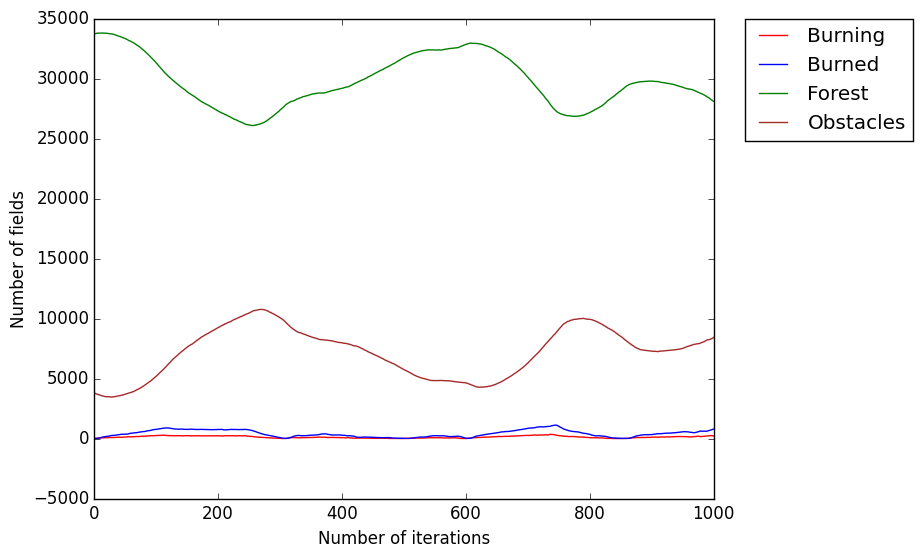 35000
30000
25000
20000
15000
10000
5000
0
−5000
Number of fields
0 200 400 600 800 1000
Number of iterations
Burning
Burned
Forest
Obstacles